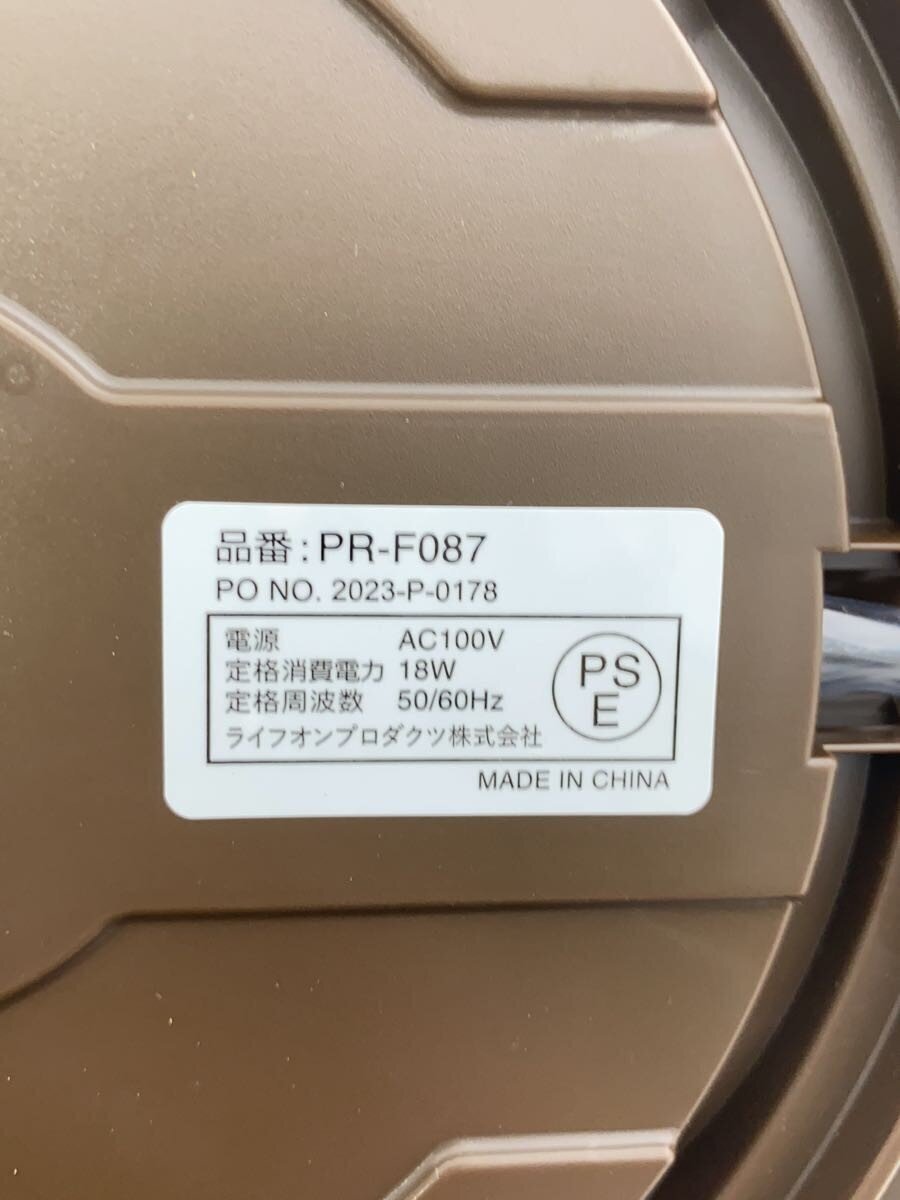 品番:PR-F087
PO NO. 2023-P-0178
電源 AC100V
定格消費電力 18W
定格周波数 50/60Hz
ライフオンプロダクツ株式会社
PS
E
MADE IN CHINA